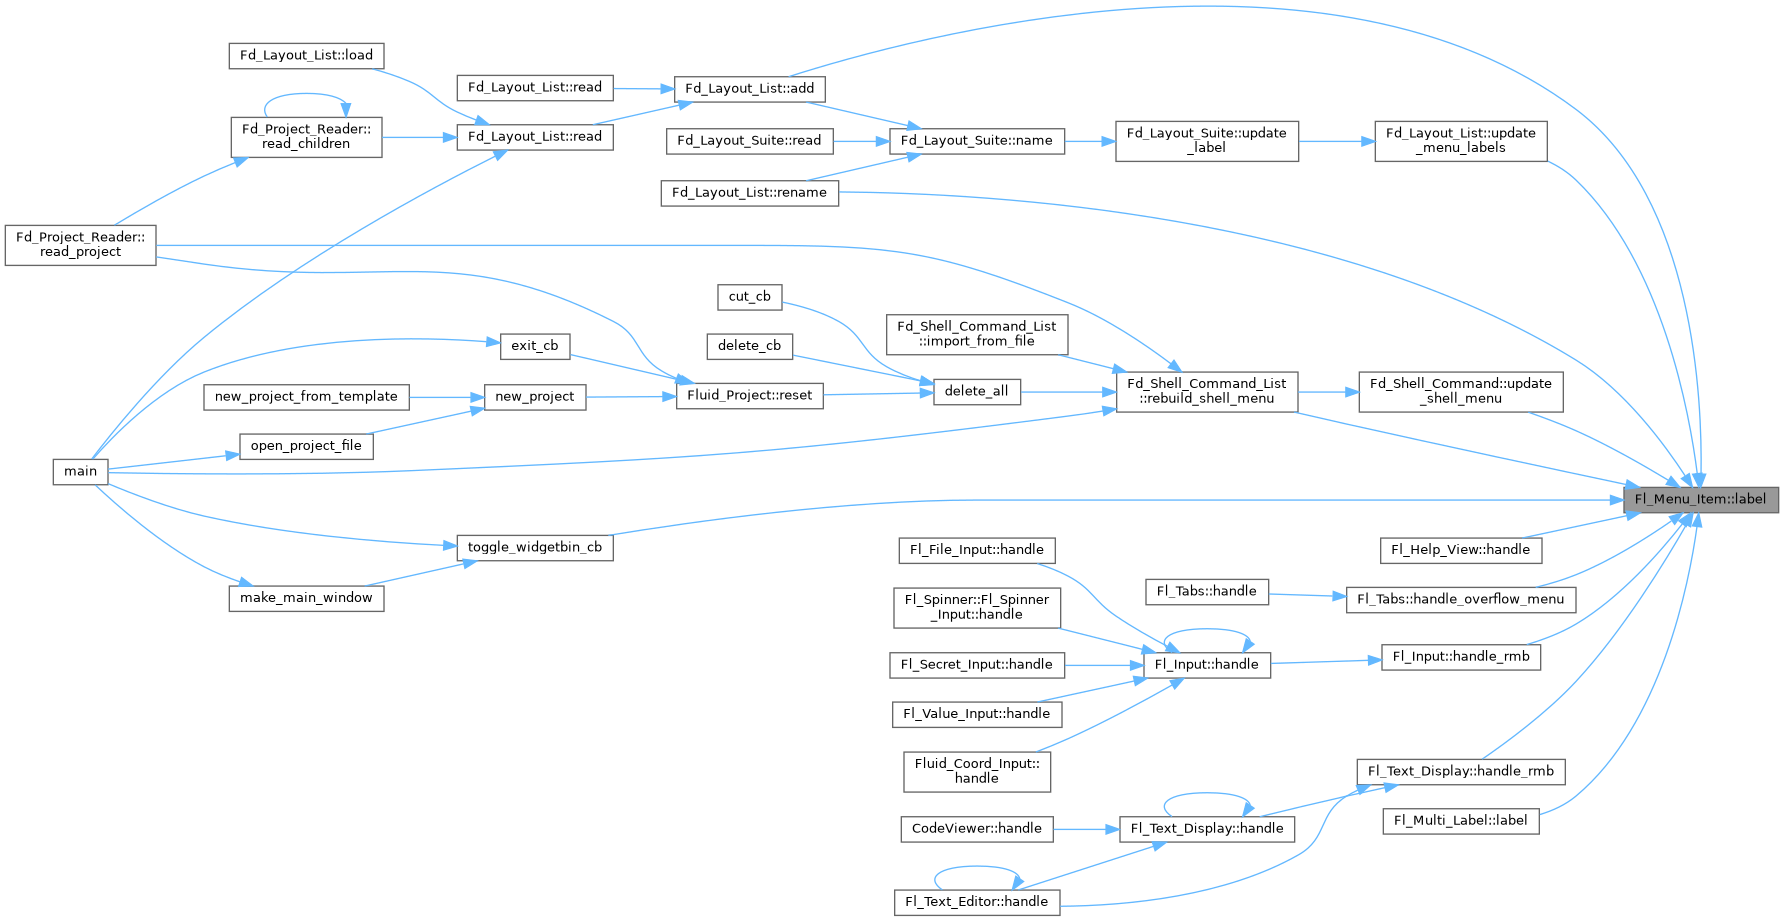 Fd_Layout_List::load
Fd_Layout_List::read
Fd_Layout_List::add
Fd_Project_Reader::
read_children
Fd_Layout_List::read
Fd_Layout_Suite::read
Fd_Layout_Suite::name
Fd_Layout_Suite::update
_label
Fd_Layout_List::update
_menu_labels
Fd_Layout_List::rename
Fd_Project_Reader::
read_project
cut_cb
Fd_Shell_Command_List
::import_from_file
exit_cb
delete_cb
new_project_from_template
new_project
Fluid_Project::reset
delete_all
Fd_Shell_Command_List
::rebuild_shell_menu
Fd_Shell_Command::update
_shell_menu
open_project_file
main
Fl_Menu_Item::label
toggle_widgetbin_cb
Fl_File_Input::handle
Fl_Help_View::handle
make_main_window
Fl_Spinner::Fl_Spinner
_Input::handle
Fl_Tabs::handle
Fl_Tabs::handle_overflow_menu
Fl_Secret_Input::handle
Fl_Input::handle
Fl_Input::handle_rmb
Fl_Value_Input::handle
Fluid_Coord_Input::
handle
Fl_Text_Display::handle_rmb
CodeViewer::handle
Fl_Text_Display::handle
Fl_Multi_Label::label
Fl_Text_Editor::handle